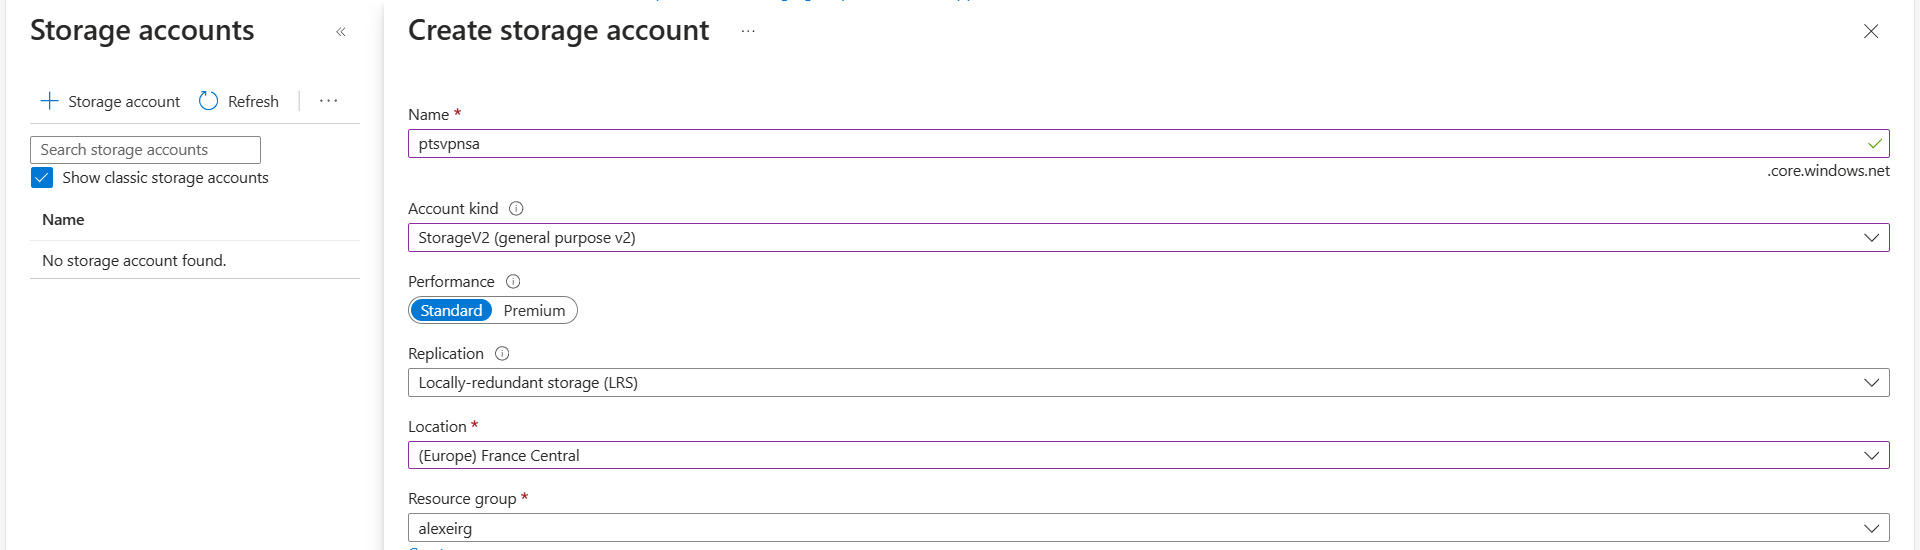 Storage accounts
«
Storage account
Refresh
...
Search storage accounts
Show classic storage accounts
Name
No storage account found.
Create storage account
...
Name *
ptsvpnsa
.core.windows.net
Account kind
StorageV2 (general purpose v2)
Performance
Standard
Premium
Replication
Locally-redundant storage (LRS)
Location *
(Europe) France Central
Resource group *
alexeirg